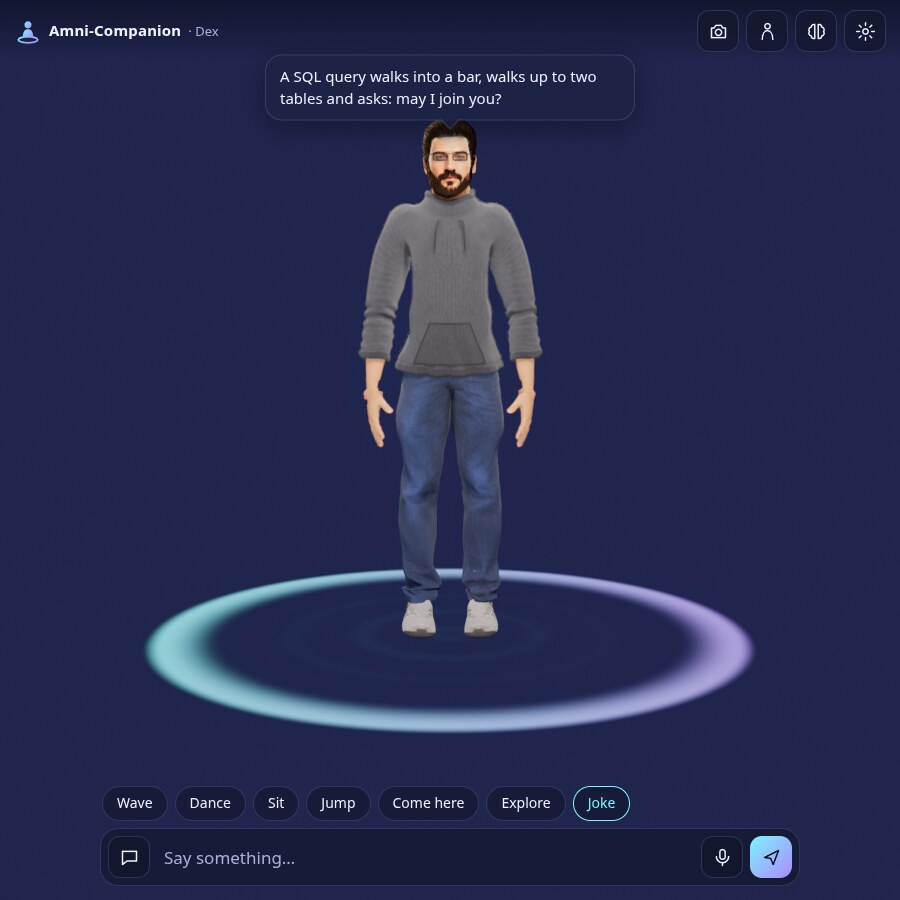 Amni-Companion · Dex
A SQL query walks into a bar, walks up to two
tables and asks: may I join you?
Wave
Dance
Sit
Jump
Come here
Explore
Joke
Say something...